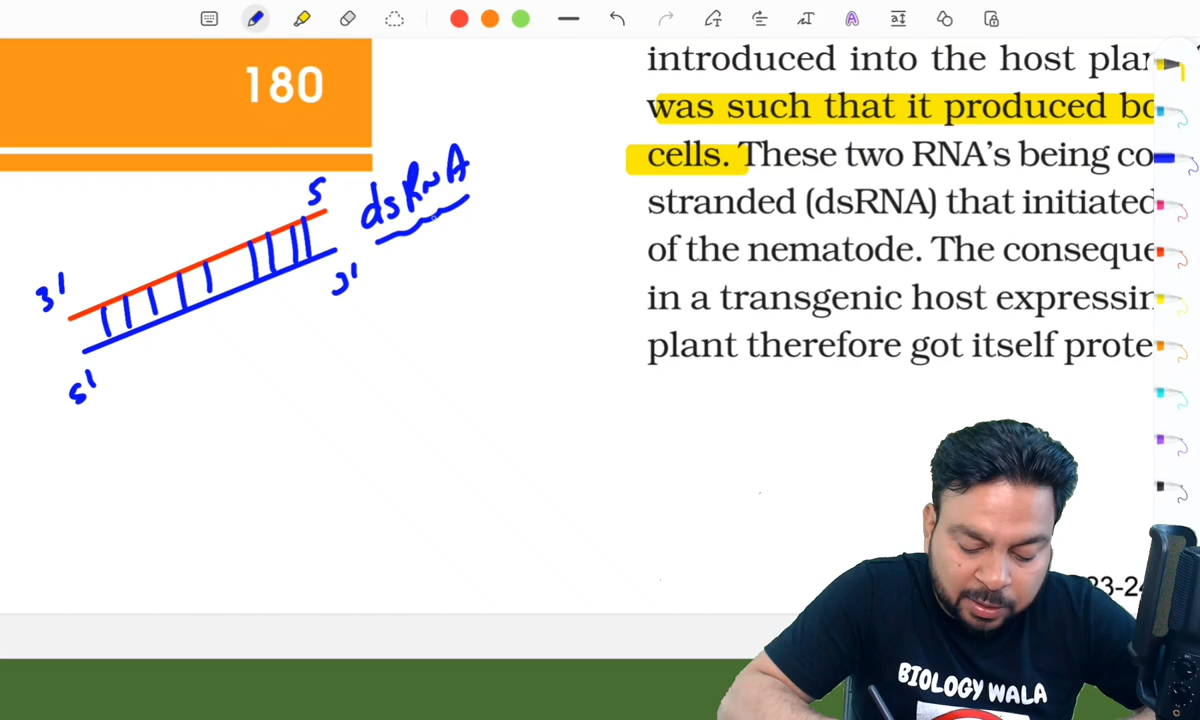 180
introduced into the host plan
was such that it produced bo
cells. These two RNA's being co
stranded (dsRNA) that initiated
of the nematode. The conseque
in a transgenic host expressin
plant therefore got itself prote
23-24
dsRNA
5
3'
3'
5'
BIOLOGY WALA